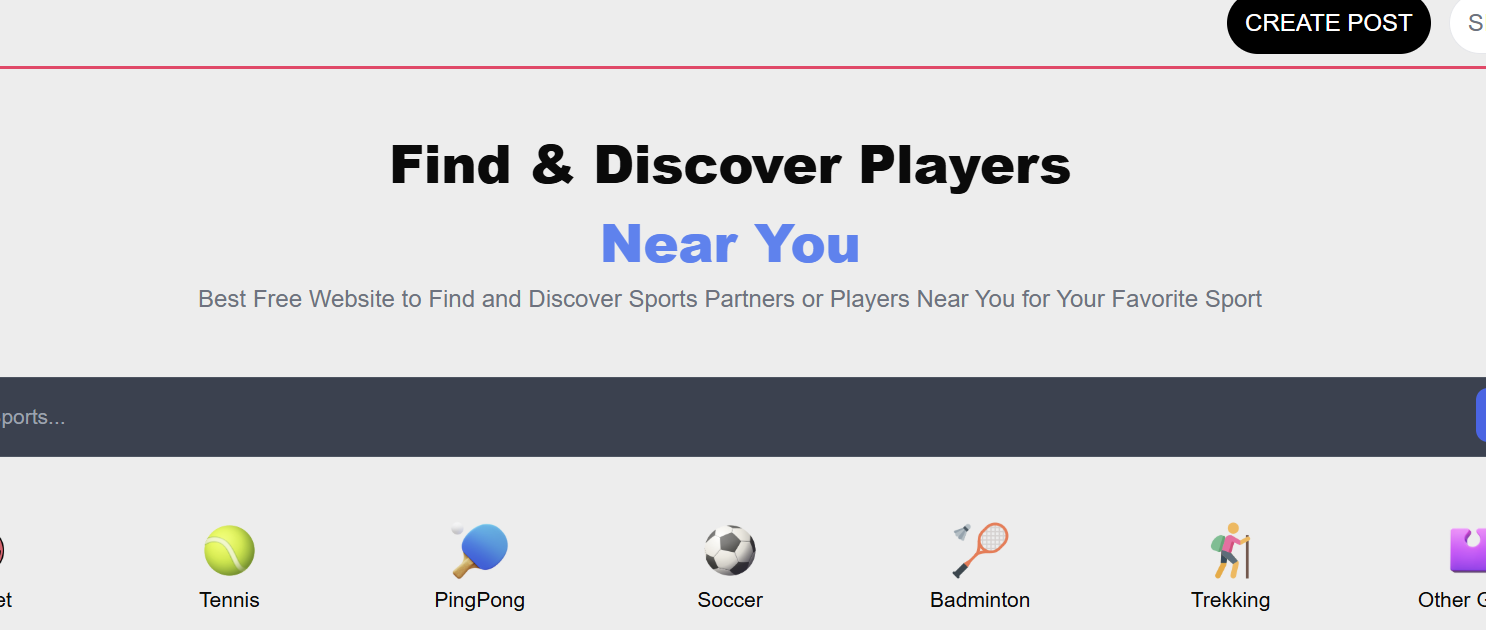 CREATE POST
Find & Discover Players
Near You
Best Free Website to Find and Discover Sports Partners or Players Near You for Your Favorite Sport
ports...
Tennis
PingPong
Soccer
Badminton
Trekking
Other